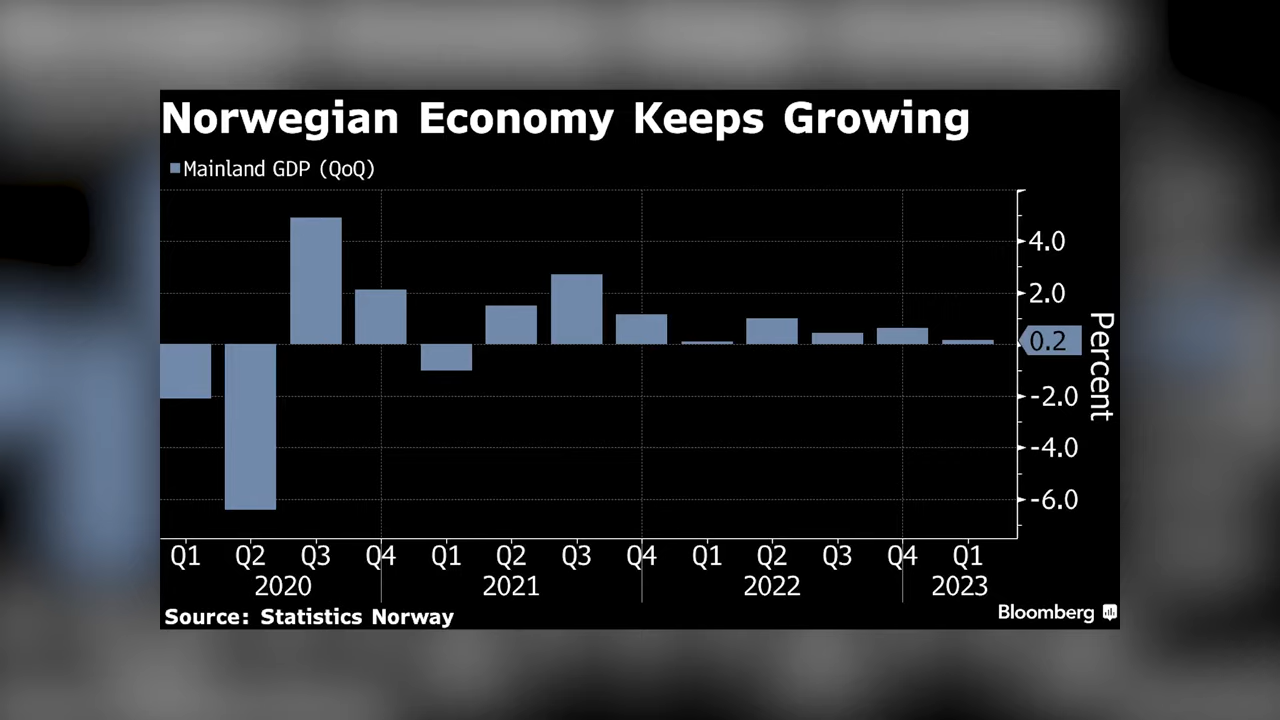 Norwegian Economy Keeps Growing
Mainland GDP (QoQ)
4.0
2.0
0.2
-2.0
-4.0
-6.0
Percent
Q1 Q2 Q3 Q4 Q1 Q2 Q3 Q4 Q1 Q2 Q3 Q4 Q1
2020 2021 2022 2023
Source: Statistics Norway
Bloomberg